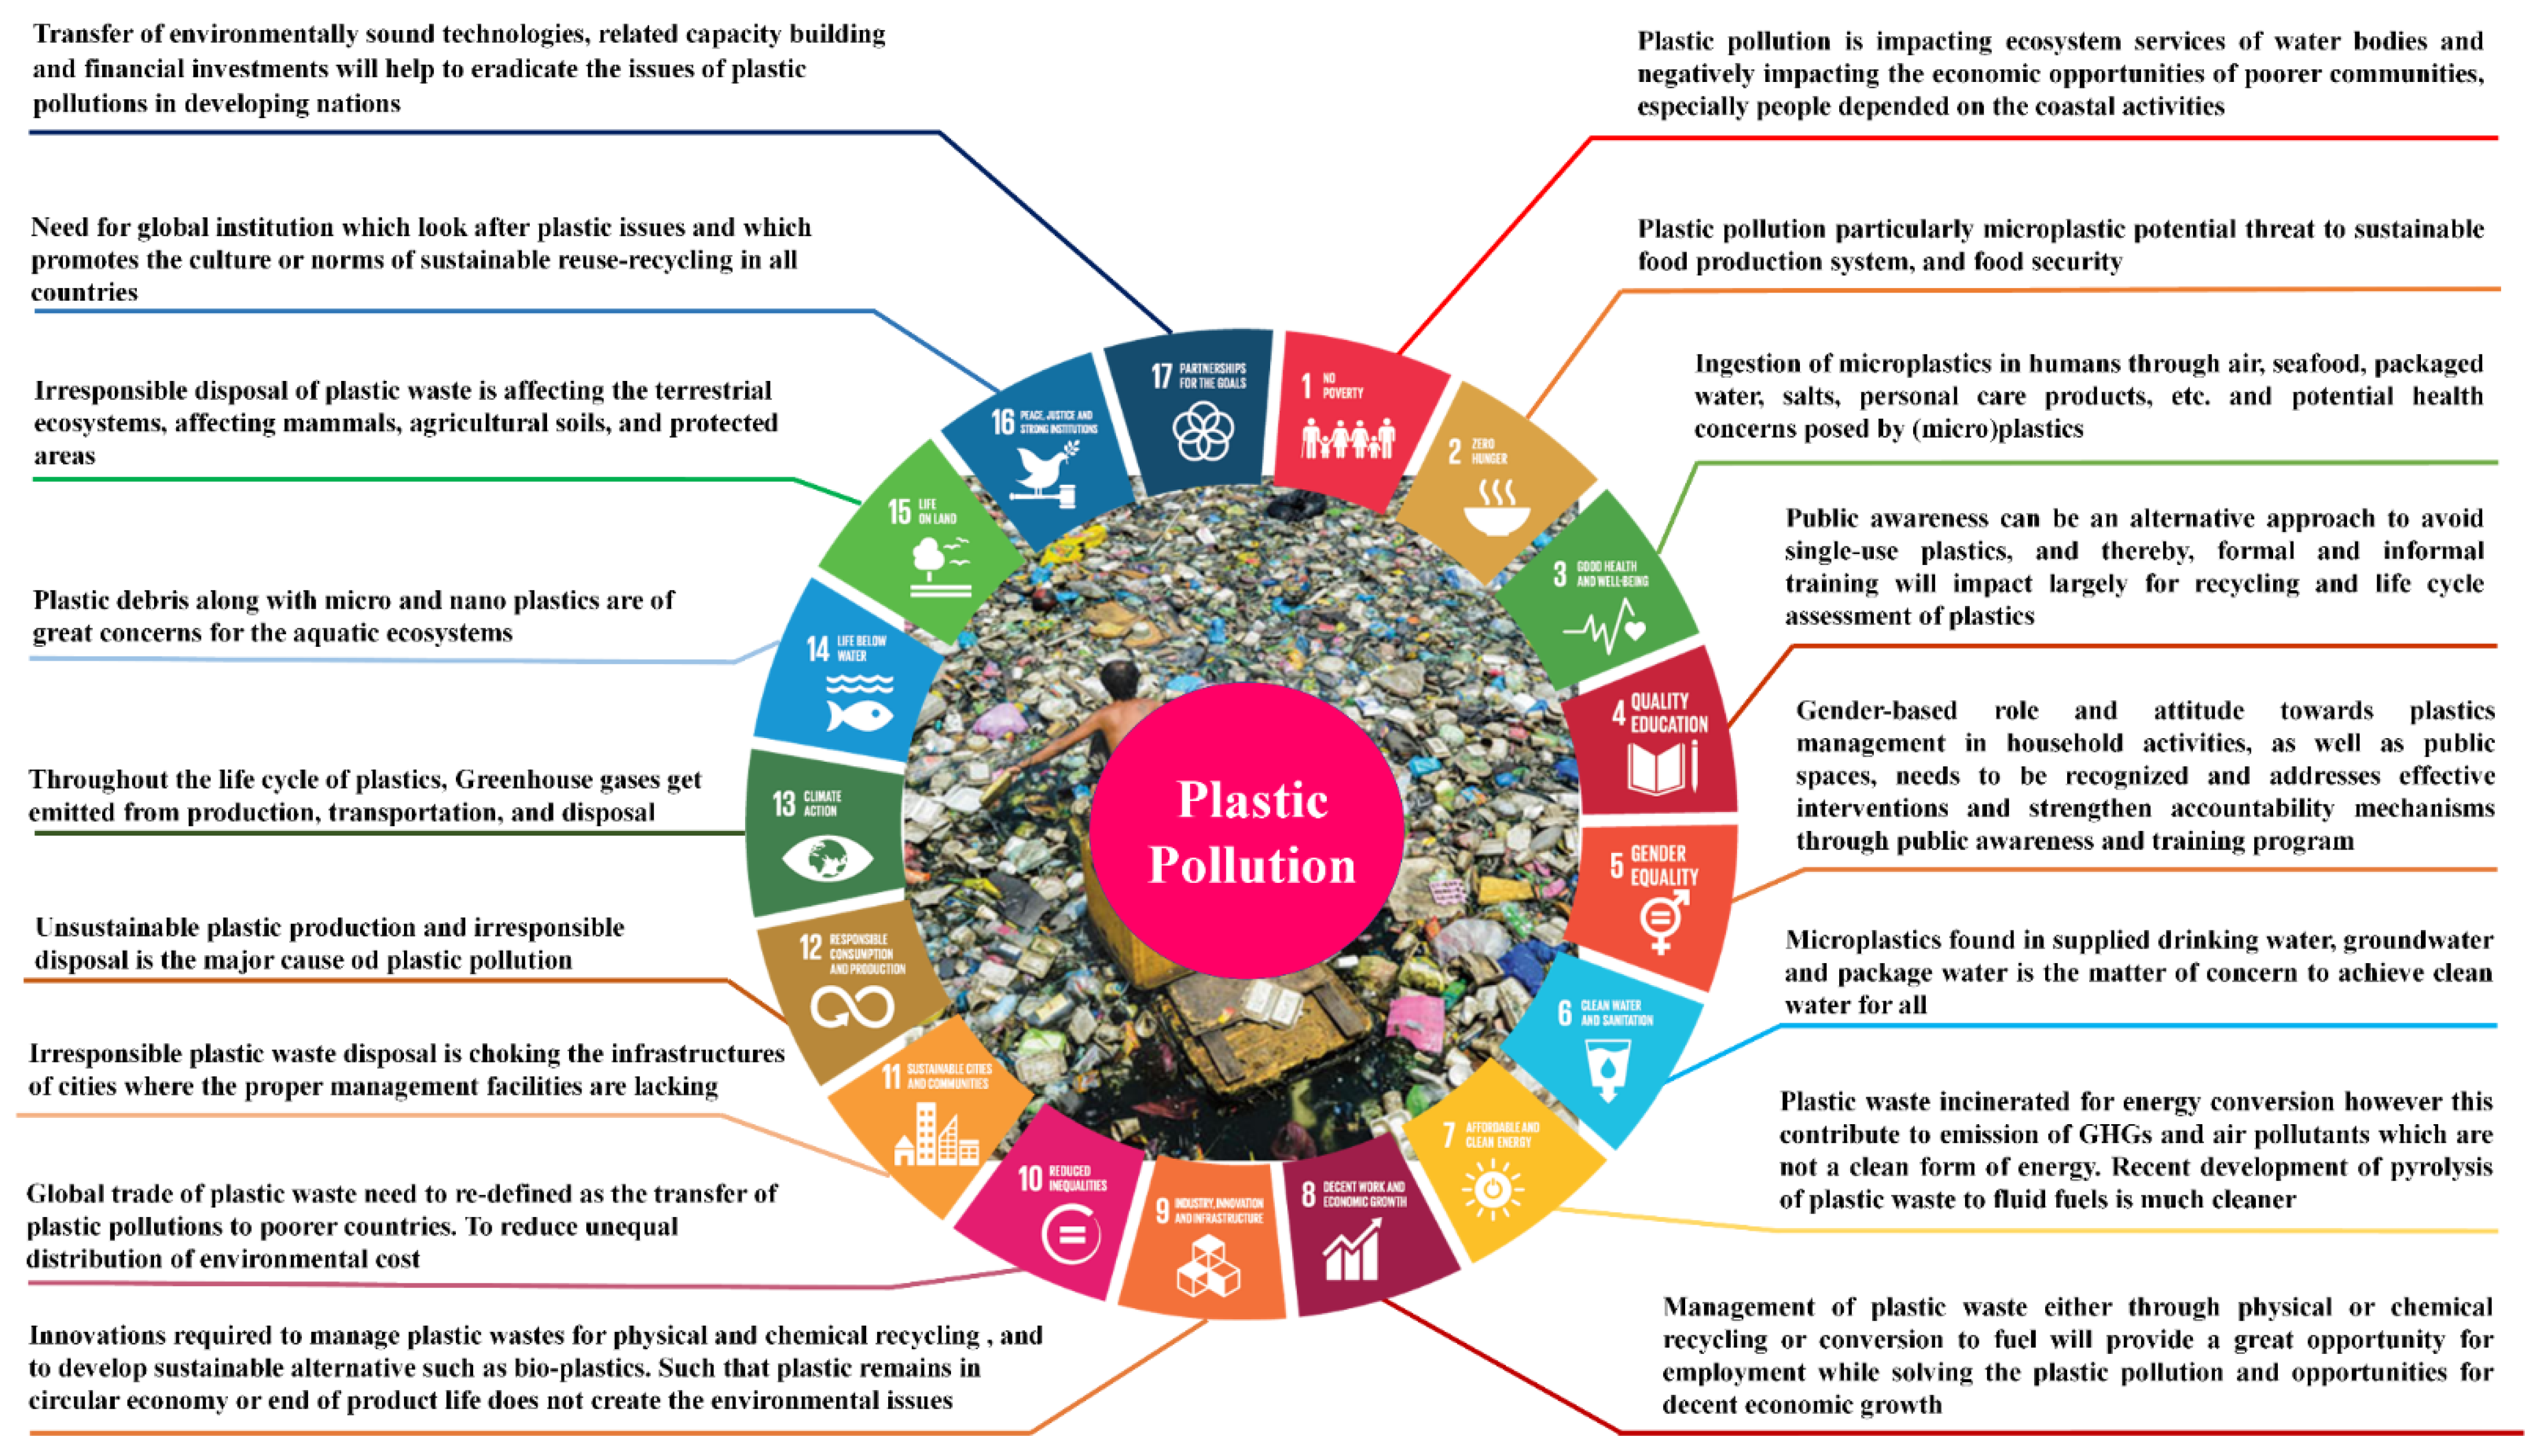 Transfer of environmentally sound technologies, related capacity building
and financial investments will help to eradicate the issues of plastic
pollutions in developing nations
Need for global institution which look after plastic issues and which
promotes the culture or norms of sustainable reuse-recycling in all
countries
Irresponsible disposal of plastic waste is affecting the terrestrial
ecosystems, affecting mammals, agricultural soils, and protected
areas
Plastic debris along with micro and nano plastics are of
great concerns for the aquatic ecosystems
Throughout the life cycle of plastics, Greenhouse gases get
emitted from production, transportation, and disposal
Unsustainable plastic production and irresponsible
disposal is the major cause od plastic pollution
Irresponsible plastic waste disposal is choking the infrastructures
of cities where the proper management facilities are lacking
Global trade of plastic waste need to re-defined as the transfer of
plastic pollutions to poorer countries. To reduce unequal
distribution of environmental cost
Innovations required to manage plastic wastes for physical and chemical recycling , and
to develop sustainable alternative such as bio-plastics. Such that plastic remains in
circular economy or end of product life does not create the environmental issues
Plastic pollution is impacting ecosystem services of water bodies and
negatively impacting the economic opportunities of poorer communities,
especially people depended on the coastal activities
Plastic pollution particularly microplastic potential threat to sustainable
food production system, and food security
Ingestion of microplastics in humans through air, seafood, packaged
water, salts, personal care products, etc. and potential health
concerns posed by (micro)plastics
Public awareness can be an alternative approach to avoid
single-use plastics, and thereby, formal and informal
training will impact largely for recycling and life cycle
assessment of plastics
Gender-based role and attitude towards plastics
management in household activities, as well as public
spaces, needs to be recognized and addresses effective
interventions and strengthen accountability mechanisms
through public awareness and training program
Microplastics found in supplied drinking water, groundwater
and package water is the matter of concern to achieve clean
water for all
Plastic waste incinerated for energy conversion however this
contribute to emission of GHGs and air pollutants which are
not a clean form of energy. Recent development of pyrolysis
of plastic waste to fluid fuels is much cleaner
Management of plastic waste either through physical or chemical
recycling or conversion to fuel will provide a great opportunity for
employment while solving the plastic pollution and opportunities for
decent economic growth
1 NO
POVERTY
2 ZERO
HUNGER
3 GOOD HEALTH
AND WELL-BEING
4 QUALITY
EDUCATION
5 GENDER
EQUALITY
6 CLEAN WATER
AND SANITATION
7 AFFORDABLE AND
CLEAN ENERGY
8 DECENT WORK AND
ECONOMIC GROWTH
9 INDUSTRY, INNOVATION
AND INFRASTRUCTURE
10 REDUCED
INEQUALITIES
11 SUSTAINABLE CITIES
AND COMMUNITIES
12 RESPONSIBLE
CONSUMPTION
AND PRODUCTION
13 CLIMATE
ACTION
14 LIFE BELOW
WATER
15 LIFE
ON LAND
16 PEACE, JUSTICE AND
STRONG INSTITUTIONS
17 PARTNERSHIPS
FOR THE GOALS
Plastic
Pollution